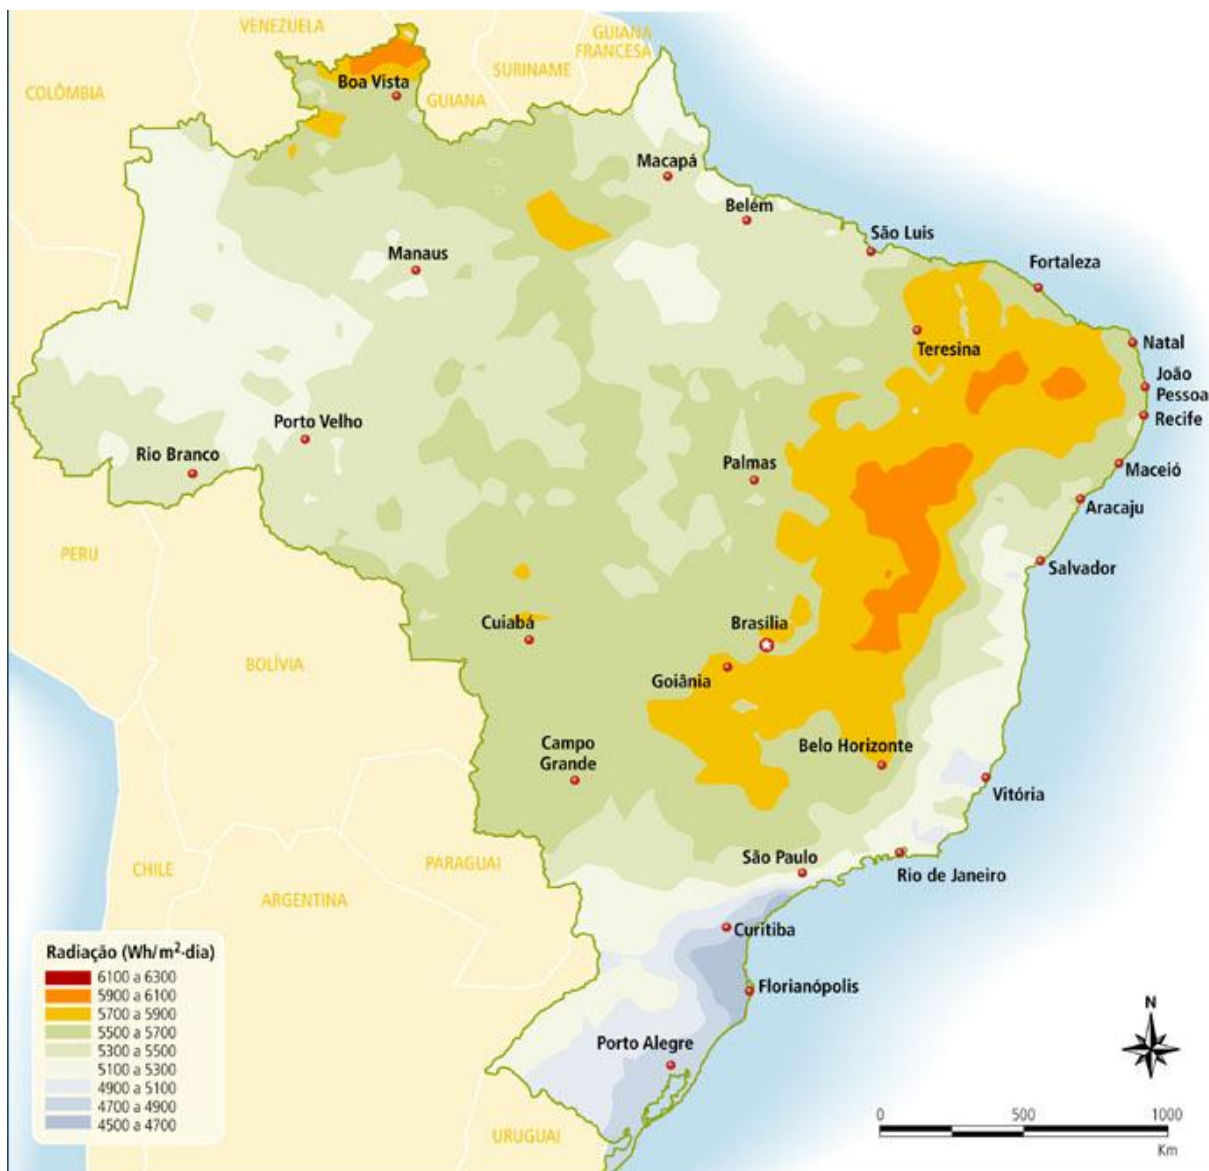 VENEZUELA
GUIANA
FRANCESA
SURINAME
COLÔMBIA
Boa Vista
GUIANA
Macapá
Belém
São Luis
Manaus
Fortaleza
Teresina
Natal
João
Pessoa
Recife
Porto Velho
Rio Branco
Palmas
Maceió
Aracaju
PERU
Salvador
Cuiabá
Brasília
BOLÍVIA
Goiânia
Campo
Grande
Belo Horizonte
Vitória
São Paulo
Rio de Janeiro
CHILE
PARAGUAI
ARGENTINA
Curitiba
Florianópolis
Porto Alegre
URUGUAI
Radiação (Wh/m²·dia)
6100 a 6300
5900 a 6100
5700 a 5900
5500 a 5700
5300 a 5500
5100 a 5300
4900 a 5100
4700 a 4900
4500 a 4700
N
0 500 1000
Km